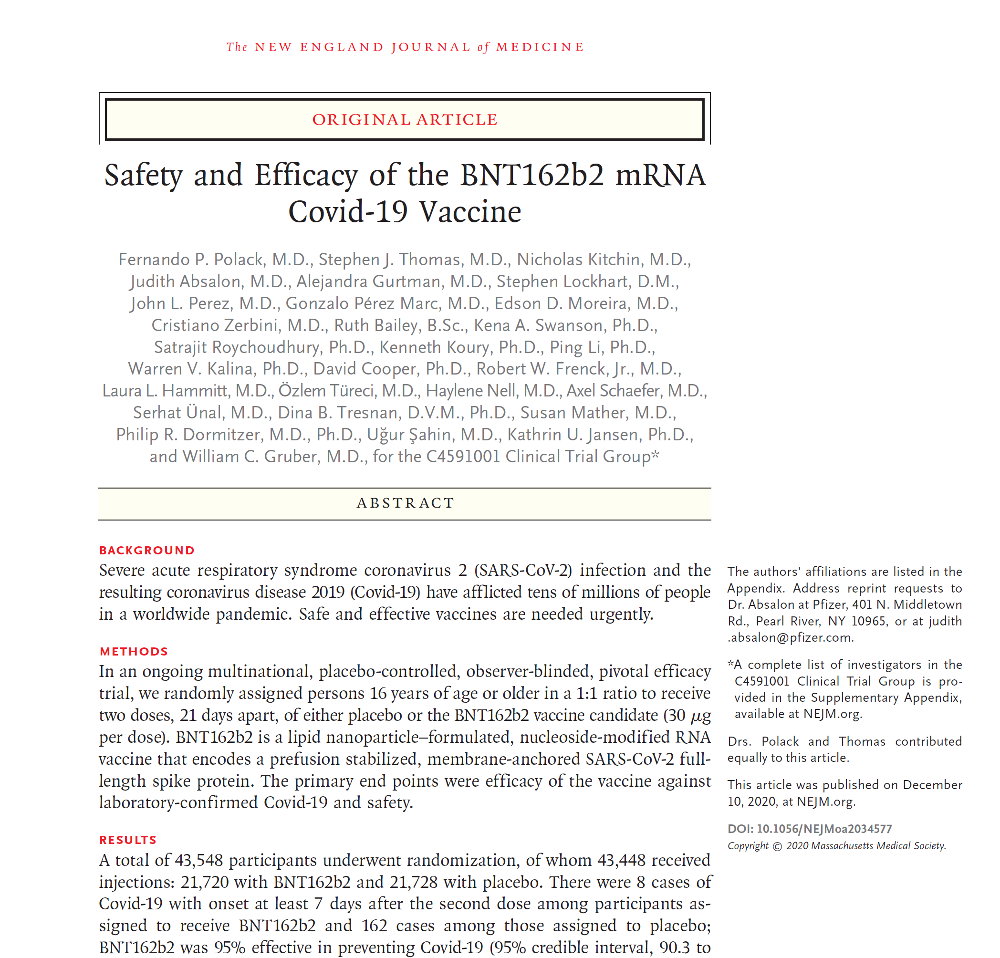 The NEW ENGLAND JOURNAL of MEDICINE
ORIGINAL ARTICLE
Safety and Efficacy of the BNT162b2 mRNA
Covid-19 Vaccine
Fernando P. Polack, M.D., Stephen J. Thomas, M.D., Nicholas Kitchin, M.D.,
Judith Absalon, M.D., Alejandra Gurtman, M.D., Stephen Lockhart, D.M.,
John L. Perez, M.D., Gonzalo Pérez Marc, M.D., Edson D. Moreira, M.D.,
Cristiano Zerbini, M.D., Ruth Bailey, B.Sc., Kena A. Swanson, Ph.D.,
Satrajit Roychoudhury, Ph.D., Kenneth Koury, Ph.D., Ping Li, Ph.D.,
Warren V. Kalina, Ph.D., David Cooper, Ph.D., Robert W. Frenck, Jr., M.D.,
Laura L. Hammitt, M.D., Özlem Türeci, M.D., Haylene Nell, M.D., Axel Schaefer, M.D.,
Serhat Ünal, M.D., Dina B. Tresnan, D.V.M., Ph.D., Susan Mather, M.D.,
Philip R. Dormitzer, M.D., Ph.D., Uğur Şahin, M.D., Kathrin U. Jansen, Ph.D.,
and William C. Gruber, M.D., for the C4591001 Clinical Trial Group*
ABSTRACT
BACKGROUND
Severe acute respiratory syndrome coronavirus 2 (SARS-CoV-2) infection and the
resulting coronavirus disease 2019 (Covid-19) have afflicted tens of millions of people
in a worldwide pandemic. Safe and effective vaccines are needed urgently.
METHODS
In an ongoing multinational, placebo-controlled, observer-blinded, pivotal efficacy
trial, we randomly assigned persons 16 years of age or older in a 1:1 ratio to receive
two doses, 21 days apart, of either placebo or the BNT162b2 vaccine candidate (30 μg
per dose). BNT162b2 is a lipid nanoparticle–formulated, nucleoside-modified RNA
vaccine that encodes a prefusion stabilized, membrane-anchored SARS-CoV-2 full-
length spike protein. The primary end points were efficacy of the vaccine against
laboratory-confirmed Covid-19 and safety.
RESULTS
A total of 43,548 participants underwent randomization, of whom 43,448 received
injections: 21,720 with BNT162b2 and 21,728 with placebo. There were 8 cases of
Covid-19 with onset at least 7 days after the second dose among participants as-
signed to receive BNT162b2 and 162 cases among those assigned to placebo;
BNT162b2 was 95% effective in preventing Covid-19 (95% credible interval, 90.3 to
The authors' affiliations are listed in the
Appendix. Address reprint requests to
Dr. Absalon at Pfizer, 401 N. Middletown
Rd., Pearl River, NY 10965, or at judith
.absalon@pfizer.com.
*A complete list of investigators in the
C4591001 Clinical Trial Group is pro-
vided in the Supplementary Appendix,
available at NEJM.org.
Drs. Polack and Thomas contributed
equally to this article.
This article was published on December
10, 2020, at NEJM.org.
DOI: 10.1056/NEJMoa2034577
Copyright © 2020 Massachusetts Medical Society.